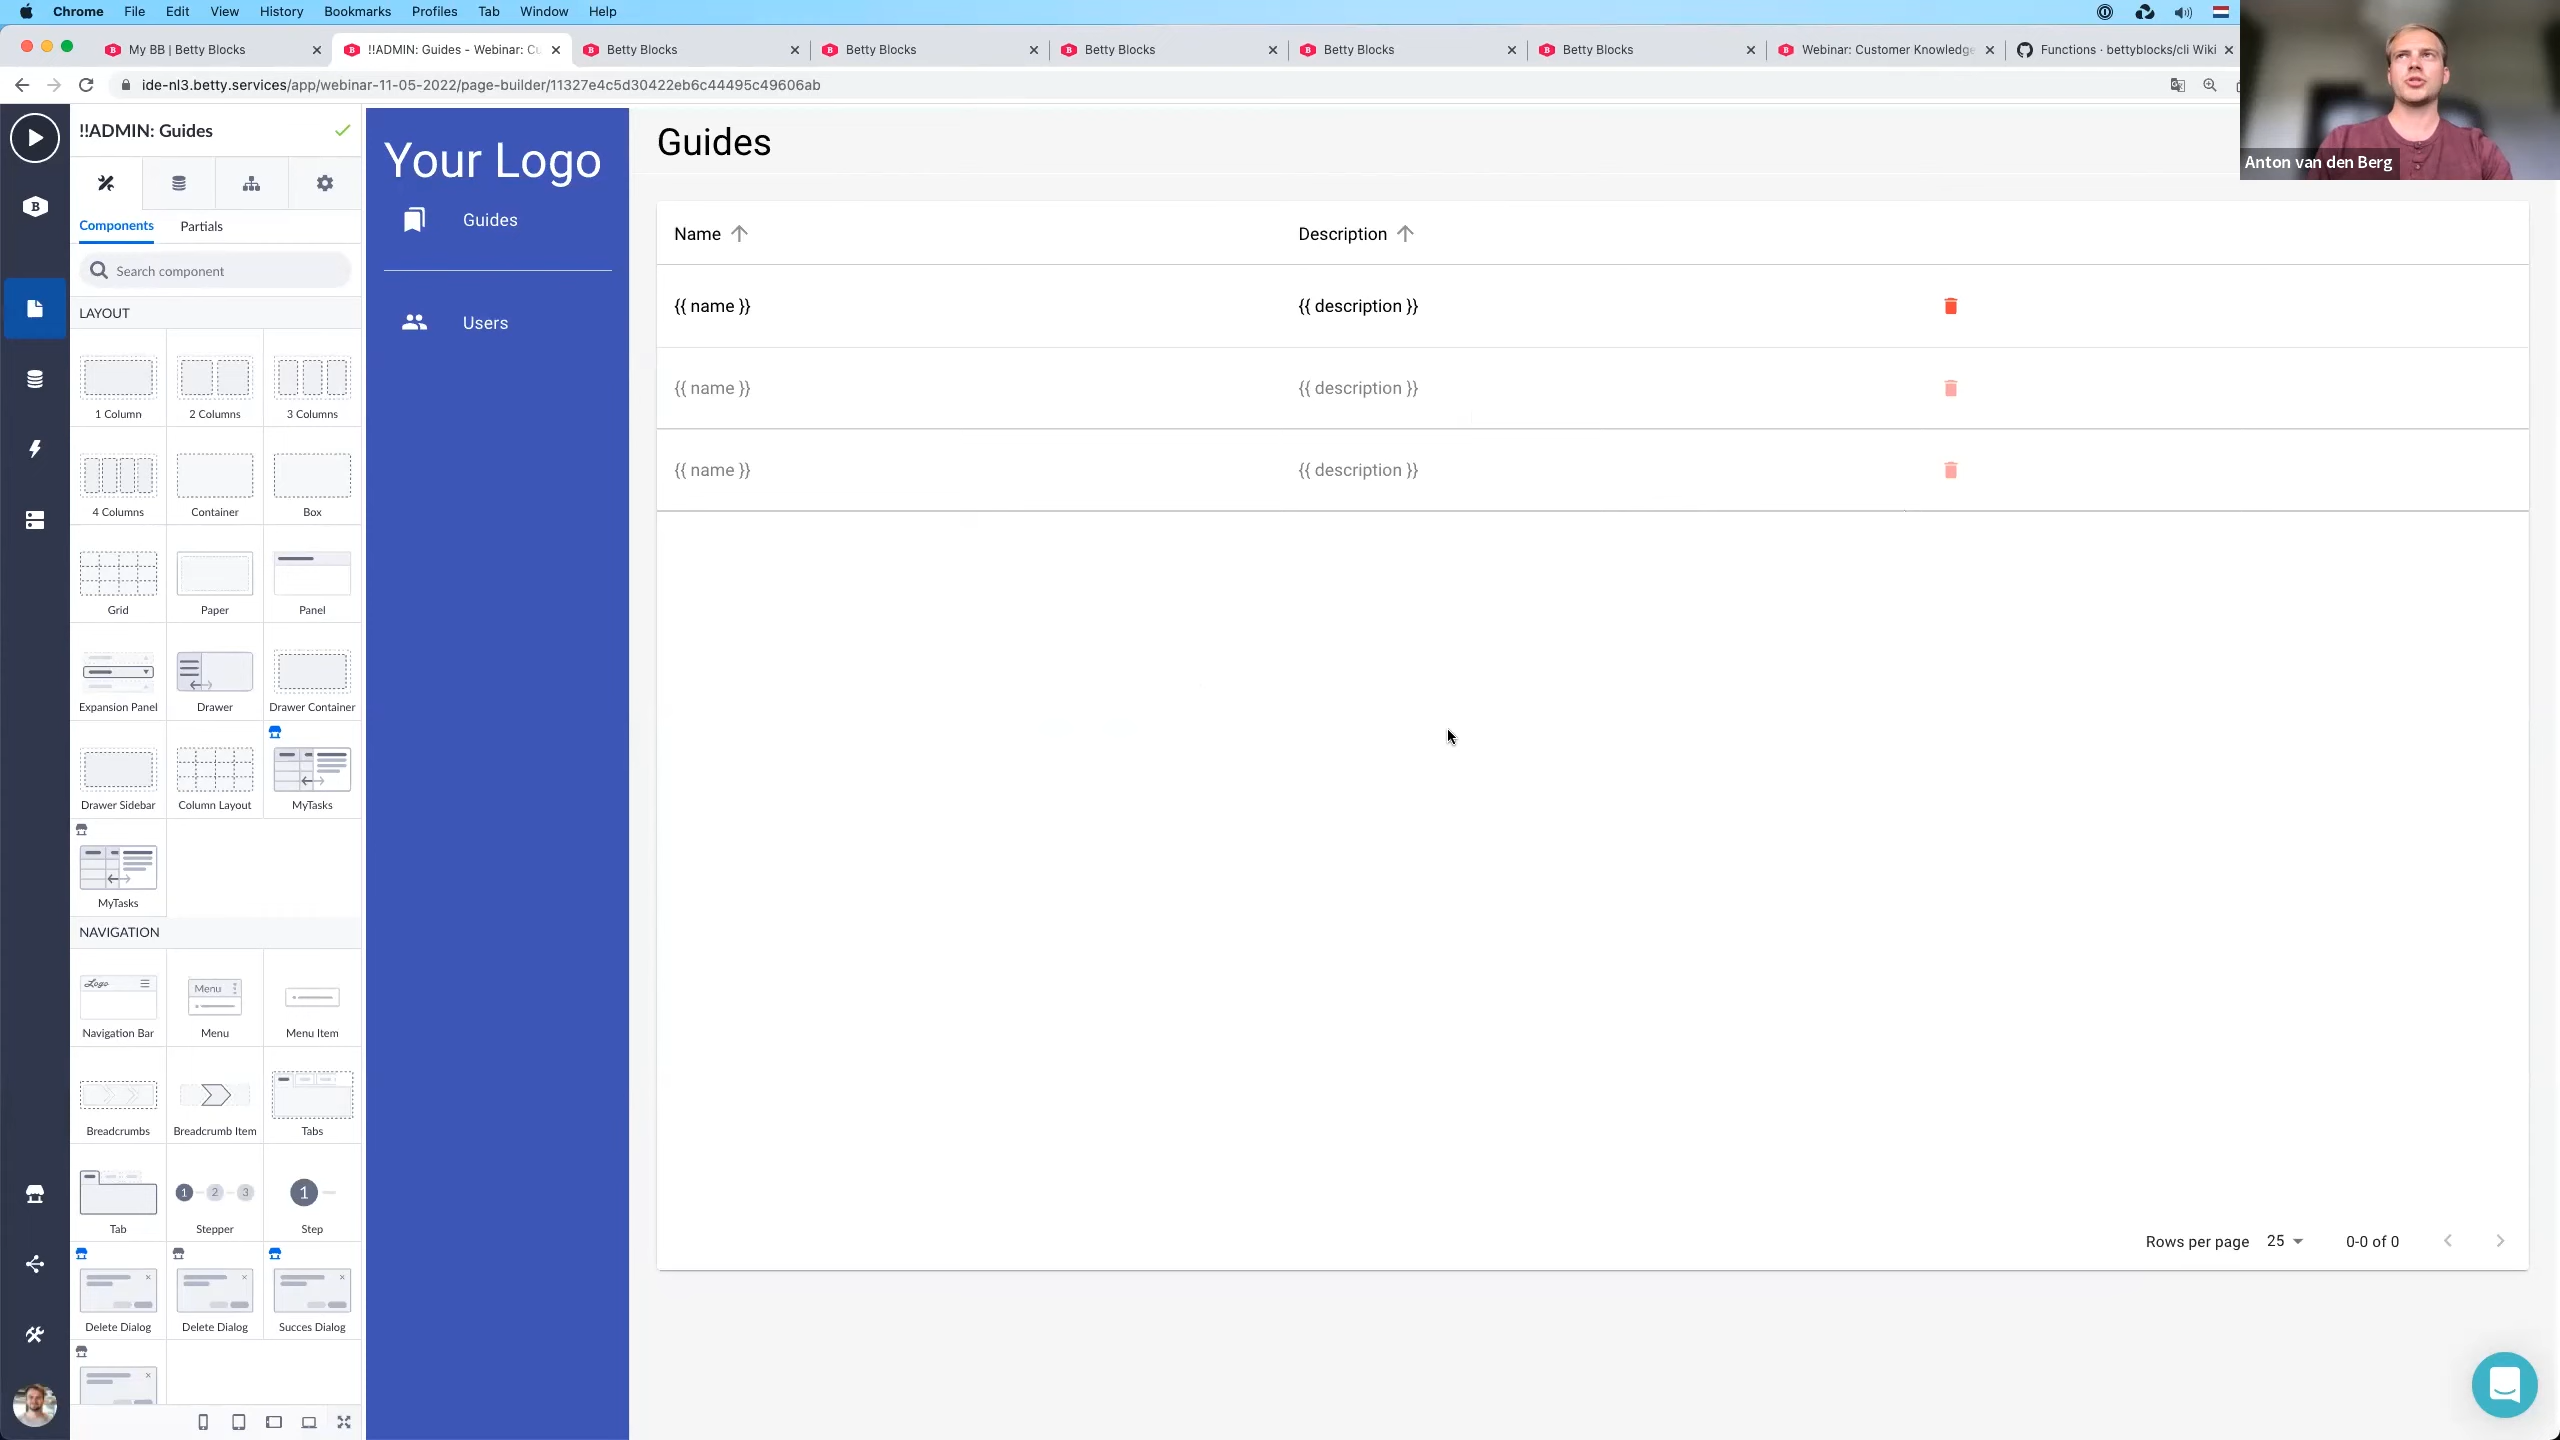 Chrome File Edit View History Bookmarks Profiles Tab Window Help
My BB | Betty Blocks
!!ADMIN: Guides - Webinar: Cu
Betty Blocks
Betty Blocks
Betty Blocks
Betty Blocks
Betty Blocks
Webinar: Customer Knowledge
Functions · bettyblocks/cli Wiki
ide-nl3.betty.services/app/webinar-11-05-2022/page-builder/11327e4c5d30422eb6c44495c49606ab
Anton van den Berg
!!ADMIN: Guides
Components Partials
Search component
LAYOUT
1 Column 2 Columns 3 Columns
4 Columns Container Box
Grid Paper Panel
Expansion Panel Drawer Drawer Container
Drawer Sidebar Column Layout MyTasks
MyTasks
NAVIGATION
Logo
Menu
Navigation Bar Menu Menu Item
Breadcrumbs Breadcrumb Item Tabs
1 2 3 1
Tab Stepper Step
Delete Dialog Delete Dialog Succes Dialog
B
Your Logo
Guides
Users
Guides
Name Description
{{ name }} {{ description }}
{{ name }} {{ description }}
{{ name }} {{ description }}
Rows per page 25 0-0 of 0